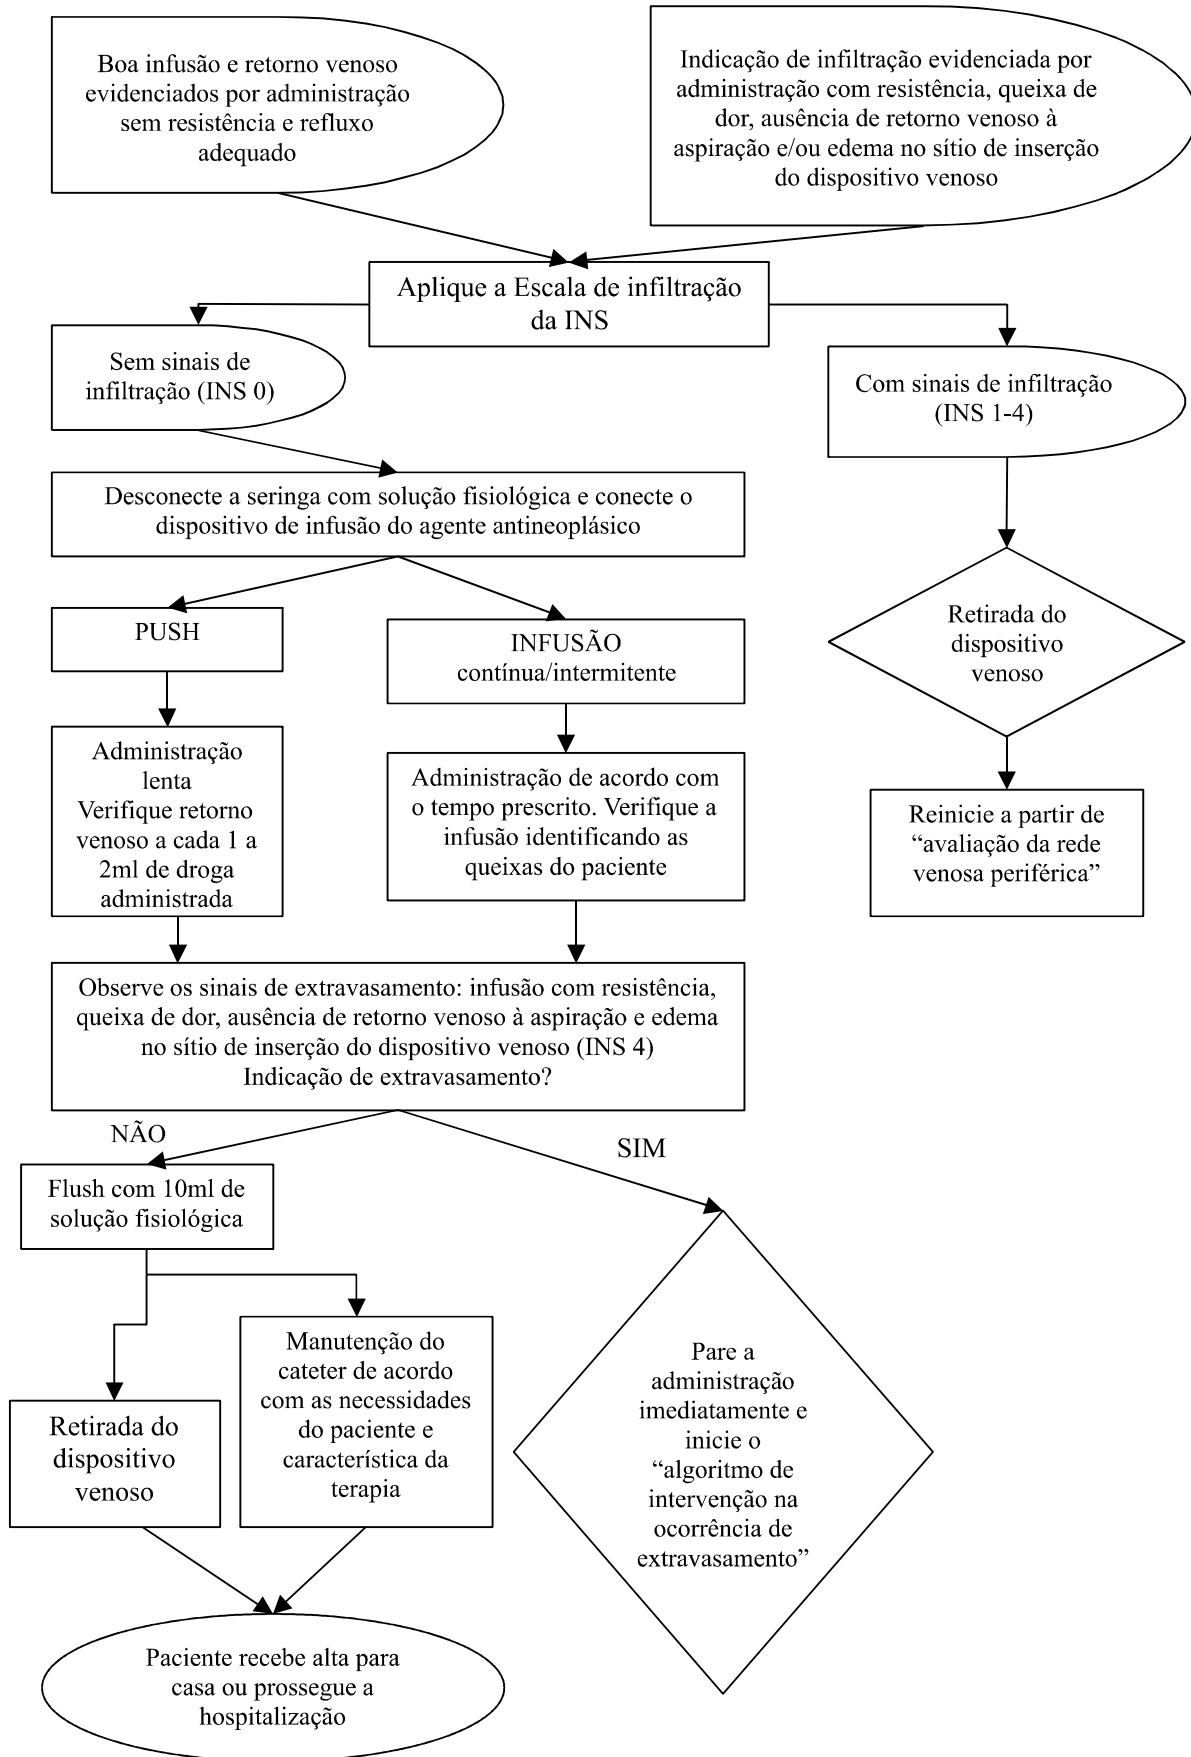 Boa infusão e retorno venoso
evidenciados por administração
sem resistência e refluxo
adequado
Indicação de infiltração evidenciada por
administração com resistência, queixa de
dor, ausência de retorno venoso à
aspiração e/ou edema no sítio de inserção
do dispositivo venoso
Aplique a Escala de infiltração
da INS
Sem sinais de
infiltração (INS 0)
Com sinais de infiltração
(INS 1-4)
Desconecte a seringa com solução fisiológica e conecte o
dispositivo de infusão do agente antineoplásico
PUSH
INFUSÃO
contínua/intermitente
Retirada do
dispositivo
venoso
Administração
lenta
Verifique retorno
venoso a cada 1 a
2ml de droga
administrada
Administração de acordo com
o tempo prescrito. Verifique a
infusão identificando as
queixas do paciente
Reinicie a partir de
“avaliação da rede
venosa periférica”
Observe os sinais de extravasamento: infusão com resistência,
queixa de dor, ausência de retorno venoso à aspiração e edema
no sítio de inserção do dispositivo venoso (INS 4)
Indicação de extravasamento?
NÃO
SIM
Flush com 10ml de
solução fisiológica
Retirada do
dispositivo
venoso
Manutenção do
cateter de acordo
com as necessidades
do paciente e
característica da
terapia
Pare a
administração
imediatamente e
inicie o
“algoritmo de
intervenção na
ocorrência de
extravasamento”
Paciente recebe alta para
casa ou prossegue a
hospitalização